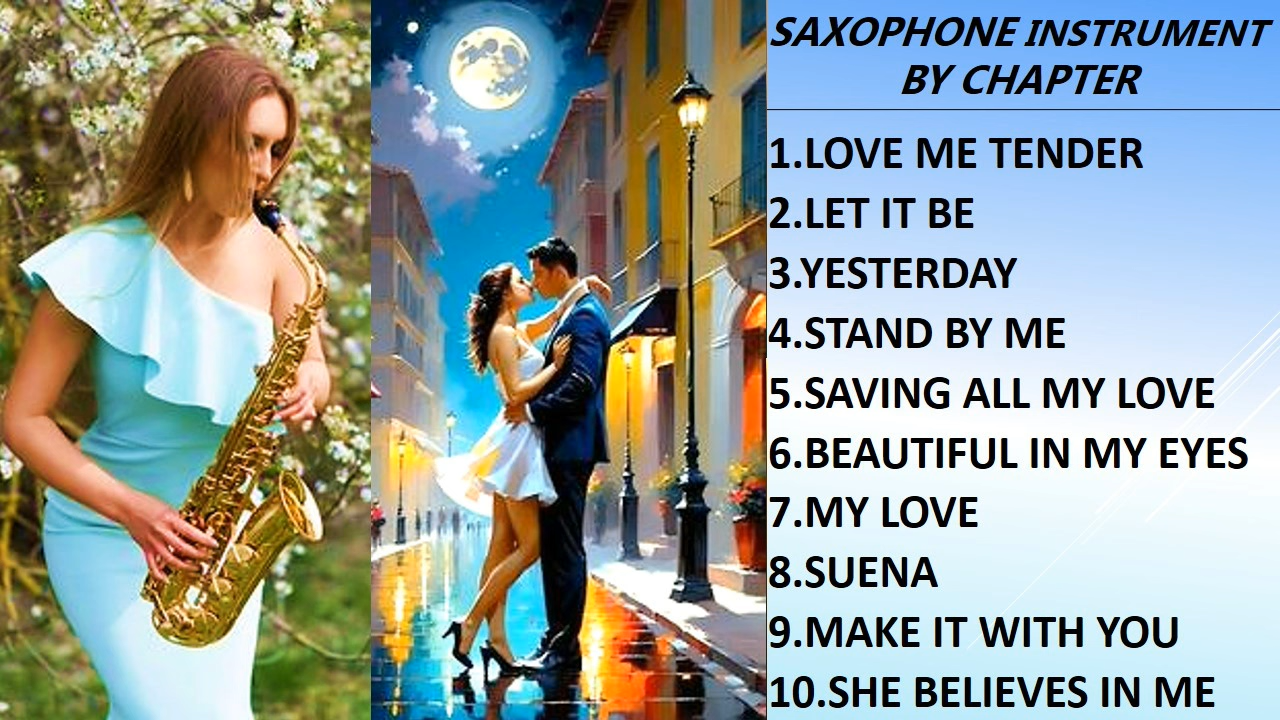 SAXOPHONE INSTRUMENT
BY CHAPTER
1.LOVE ME TENDER
2.LET IT BE
3.YESTERDAY
4.STAND BY ME
5.SAVING ALL MY LOVE
6.BEAUTIFUL IN MY EYES
7.MY LOVE
8.SUENA
9.MAKE IT WITH YOU
10.SHE BELIEVES IN ME